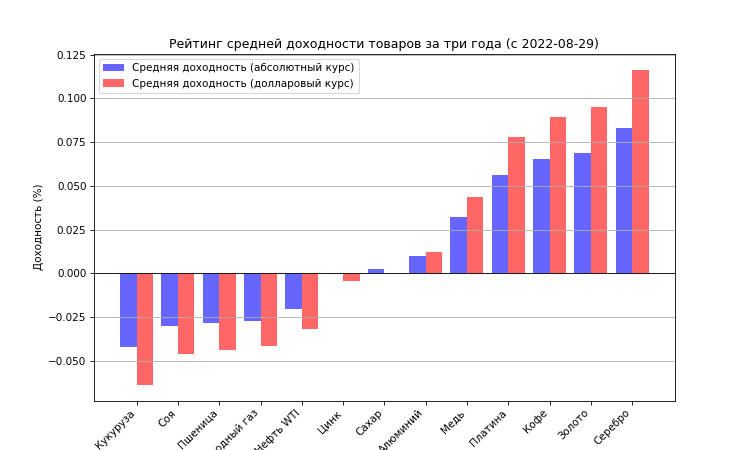 Рейтинг средней доходности товаров за три года (с 2022-08-29)
Средняя доходность (абсолютный курс)
Средняя доходность (долларовый курс)
Доходность (%)
0.125
0.100
0.075
0.050
0.025
0.000
−0.025
−0.050
Кукуруза
Соя
Пшеница
одный газ
Нефть WTI
Цинк
Сахар
Алюминий
Медь
Платина
Кофе
Золото
Серебро